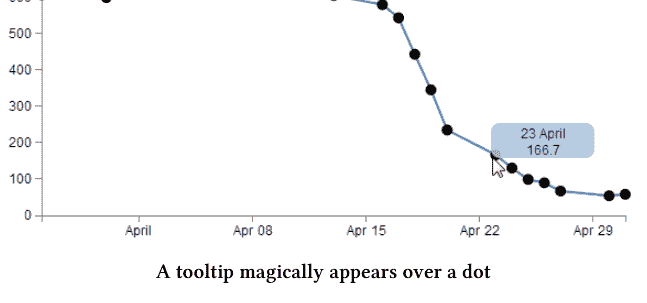 500
400
300
200
100
0
23 April
166.7
April
Apr 08
Apr 15
Apr 22
Apr 29
A tooltip magically appears over a dot